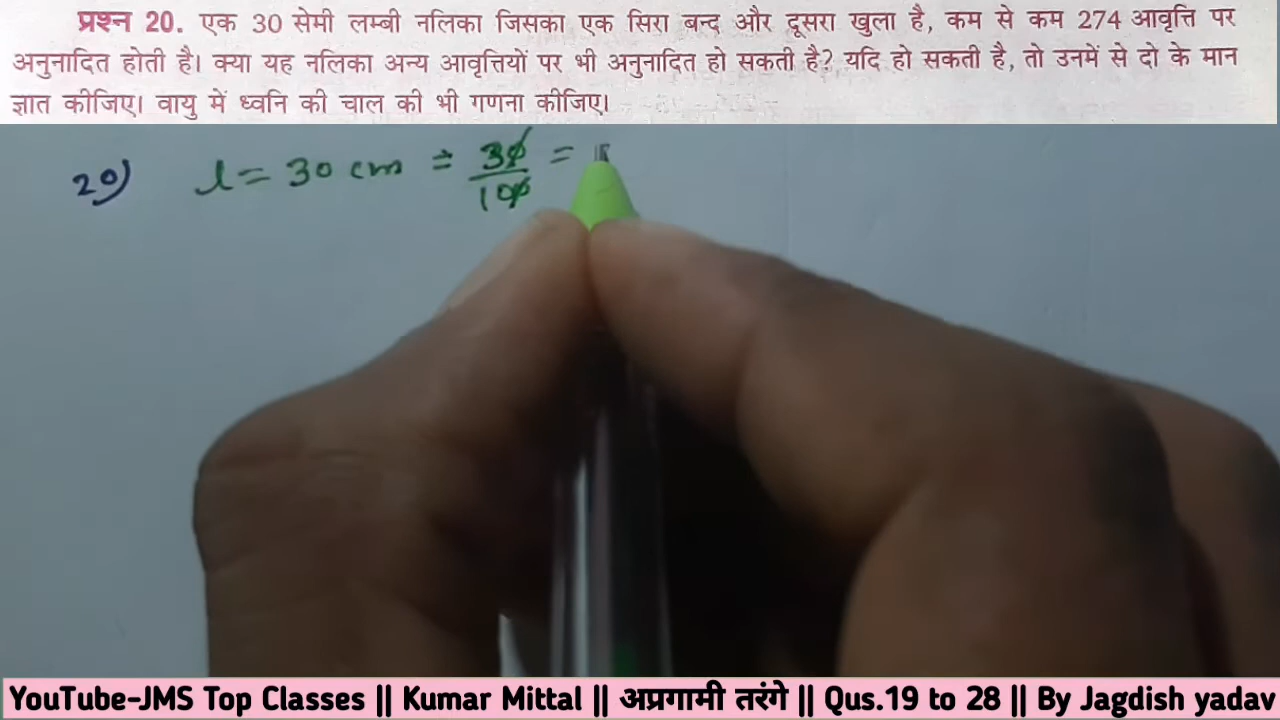 प्रश्न 20. एक 30 सेमी लम्बी नलिका जिसका एक सिरा बन्द और दूसरा खुला है, कम से कम 274 आवृत्ति पर
अनुनादित होती है। क्या यह नलिका अन्य आवृत्तियों पर भी अनुनादित हो सकती है? यदि हो सकती है, तो उनमें से दो के मान
ज्ञात कीजिए। वायु में ध्वनि की चाल की भी गणना कीजिए।
20) l = 30 cm = 30/100 =
YouTube-JMS Top Classes || Kumar Mittal || अप्रगामी तरंगे || Qus.19 to 28 || By Jagdish yadav